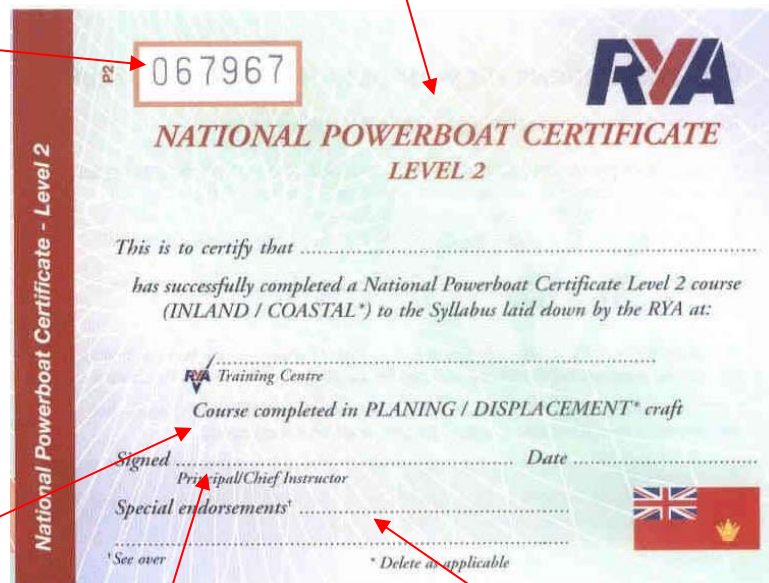 P2
067967
RYA
NATIONAL POWERBOAT CERTIFICATE
LEVEL 2
National Powerboat Certificate - Level 2
This is to certify that ..............................
has successfully completed a National Powerboat Certificate Level 2 course
(INLAND / COASTAL*) to the Syllabus laid down by the RYA at:
..............................
RYA Training Centre
Course completed in PLANING / DISPLACEMENT* craft
Signed .............................. Date ..............................
Principal/Chief Instructor
Special endorsements† ..............................
..............................
†See over * Delete as applicable